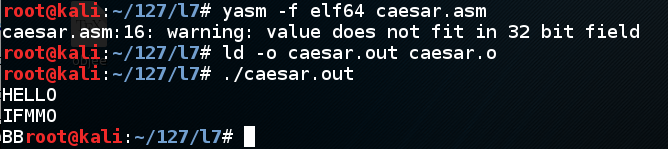 root@kali:~/127/l7# yasm -f elf64 caesar.asm
caesar.asm:16: warning: value does not fit in 32 bit field
root@kali:~/127/l7# ld -o caesar.out caesar.o
root@kali:~/127/l7# ./caesar.out
HELLO
IFMMO
BBroot@kali:~/127/l7#